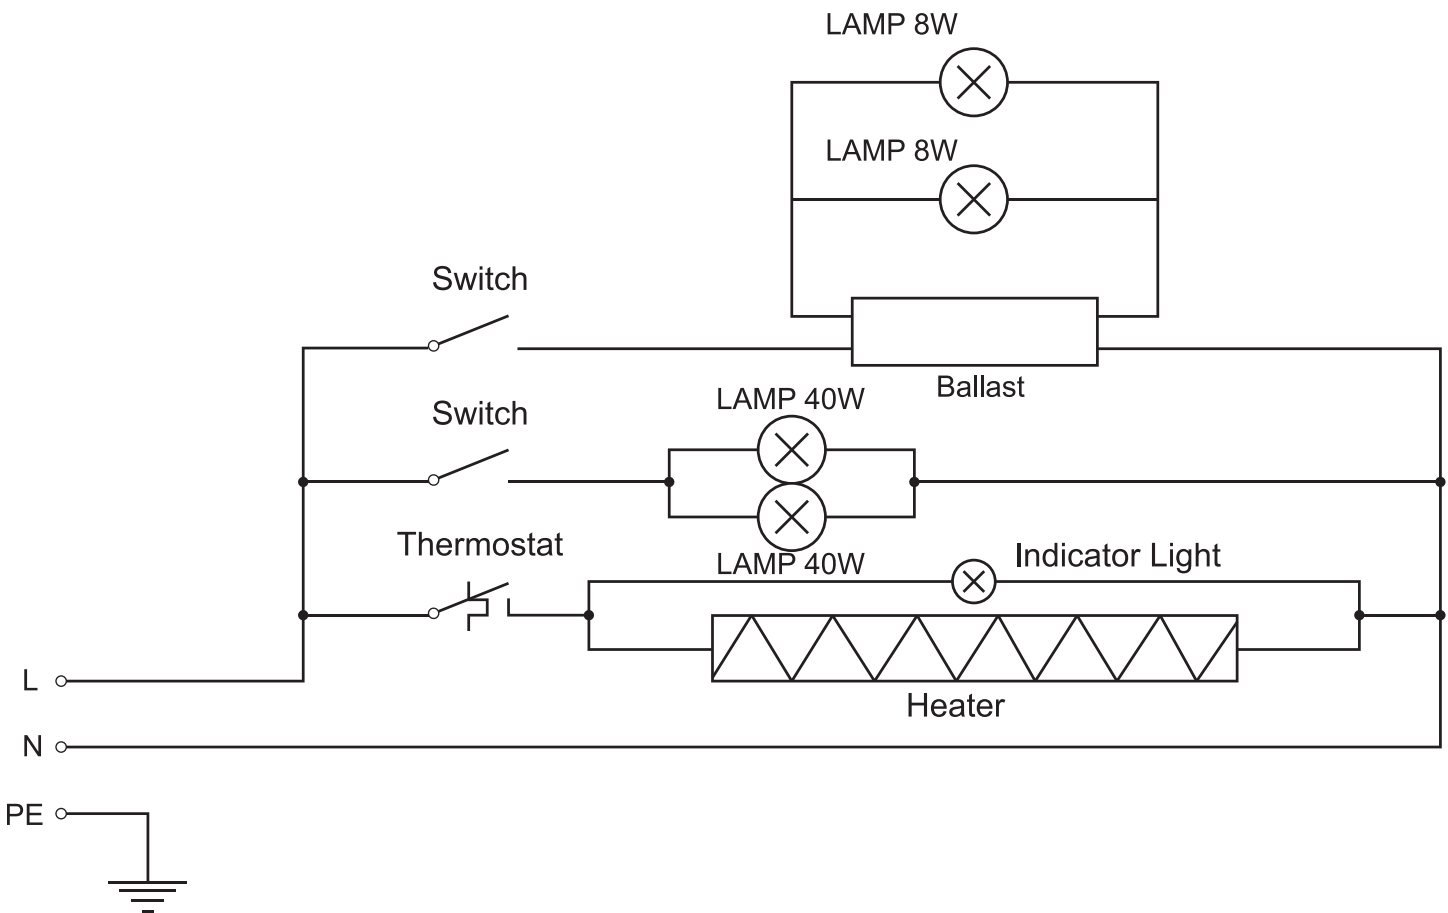 LAMP 8W
LAMP 8W
Switch
Ballast
LAMP 40W
Switch
Thermostat
LAMP 40W
Indicator Light
L
Heater
N
PE